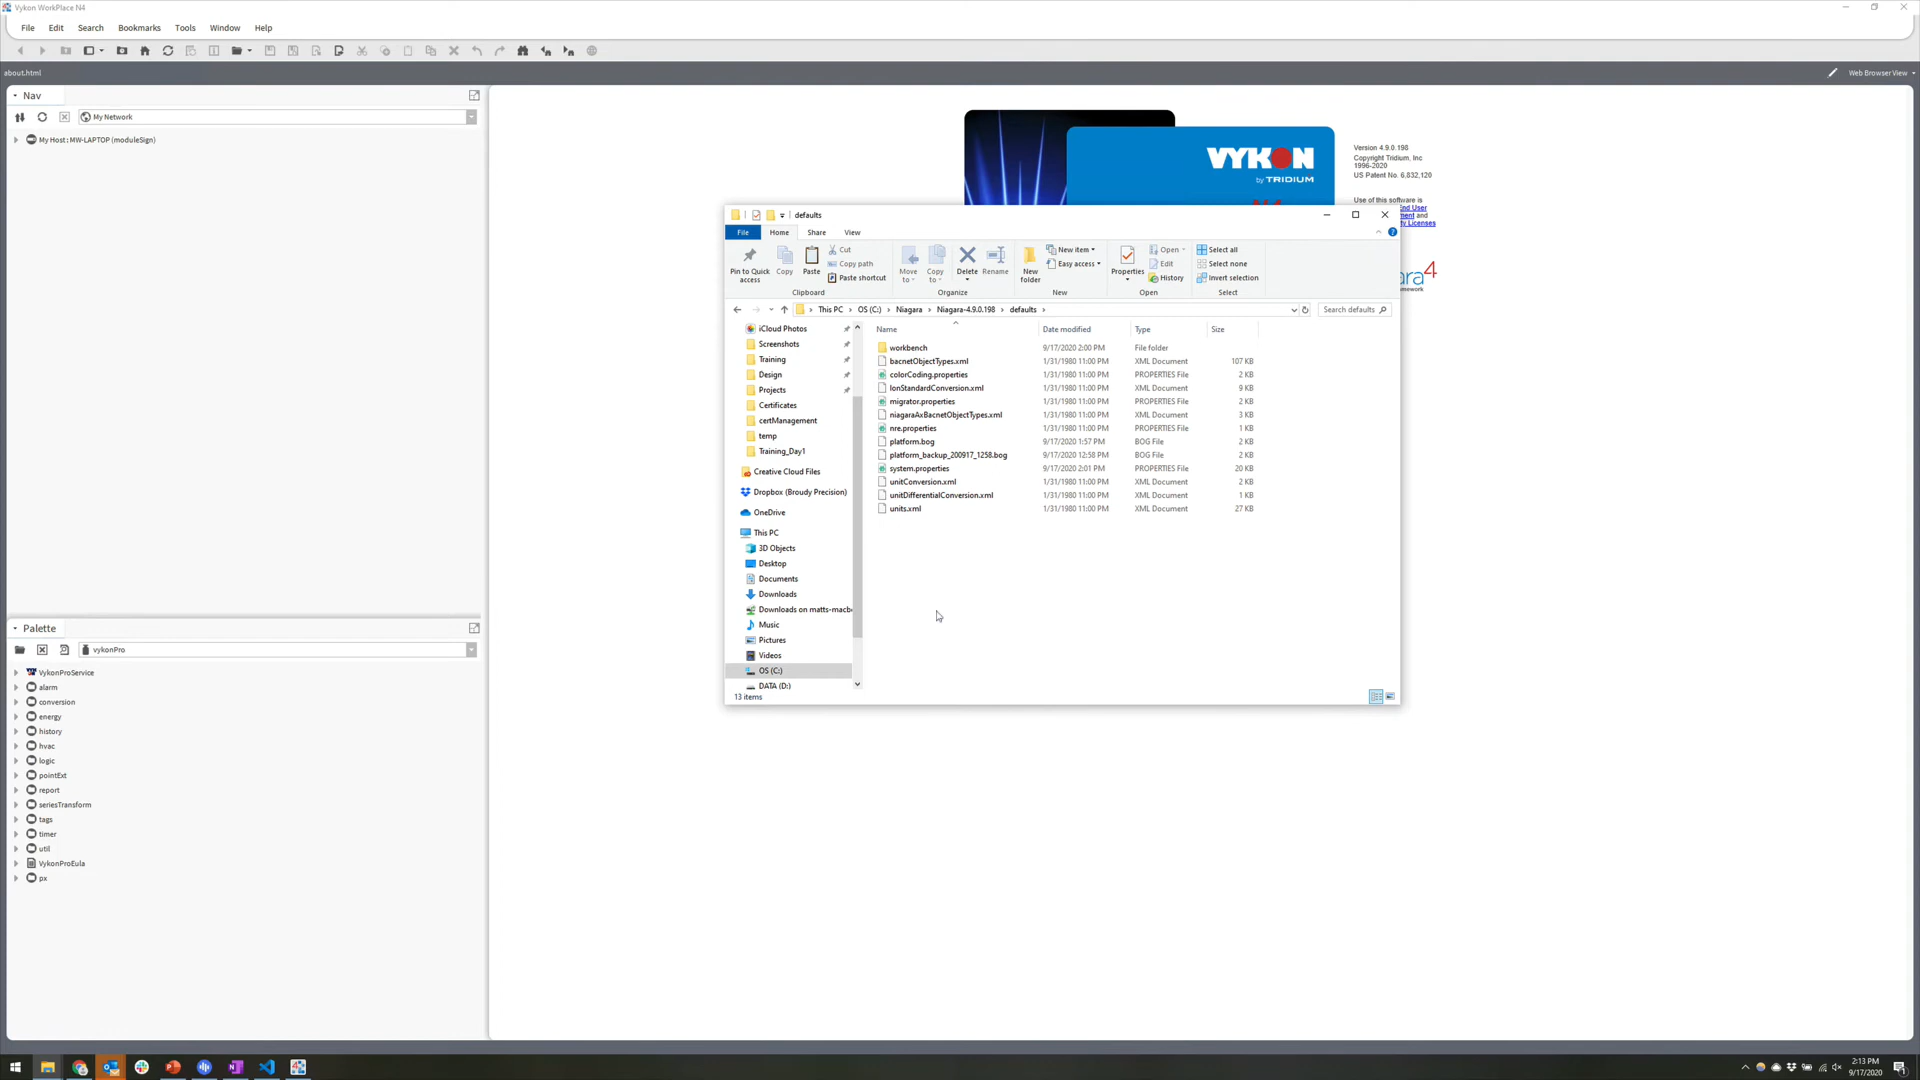 Vykon WorkPlace N4
File Edit Search Bookmarks Tools Window Help
about.html
Web Browser View
Nav
My Network
My Host : MW-LAPTOP (moduleSign)
VYKON
by TRIDIUM
Version 4.9.0.198
Copyright Tridium, Inc
1996-2020
US Patent No. 6,832,120
Use of this software is
End User
and
Licenses
defaults
File Home Share View
Pin to Quick access
Copy
Paste
Cut
Copy path
Paste shortcut
Clipboard
Move to
Copy to
Delete
Rename
Organize
New folder
New item
Easy access
New
Properties
Open
Edit
History
Open
Select all
Select none
Invert selection
Select
This PC > OS (C:) > Niagara > Niagara-4.9.0.198 > defaults >
Search defaults
iCloud Photos
Screenshots
Training
Design
Projects
Certificates
certManagement
temp
Training_Day1
Creative Cloud Files
Dropbox (Broudy Precision)
OneDrive
This PC
3D Objects
Desktop
Documents
Downloads
Downloads on matts-macb
Music
Pictures
Videos
OS (C:)
DATA (D:)
Name Date modified Type Size
workbench 9/17/2020 2:00 PM File folder
bacnetObjectTypes.xml 1/31/1980 11:00 PM XML Document 107 KB
colorCoding.properties 1/31/1980 11:00 PM PROPERTIES File 2 KB
lonStandardConversion.xml 1/31/1980 11:00 PM XML Document 9 KB
migrator.properties 1/31/1980 11:00 PM PROPERTIES File 2 KB
niagaraAxBacnetObjectTypes.xml 1/31/1980 11:00 PM XML Document 3 KB
nre.properties 1/31/1980 11:00 PM PROPERTIES File 1 KB
platform.bog 9/17/2020 1:57 PM BOG File 2 KB
platform_backup_200917_1258.bog 9/17/2020 12:58 PM BOG File 2 KB
system.properties 9/17/2020 2:01 PM PROPERTIES File 20 KB
unitConversion.xml 1/31/1980 11:00 PM XML Document 2 KB
unitDifferentialConversion.xml 1/31/1980 11:00 PM XML Document 1 KB
units.xml 1/31/1980 11:00 PM XML Document 27 KB
13 items
Palette
vykonPro
VykonProService
alarm
conversion
energy
history
hvac
logic
pointExt
report
seriesTransform
tags
timer
util
VykonProEula
px
2:13 PM
9/17/2020